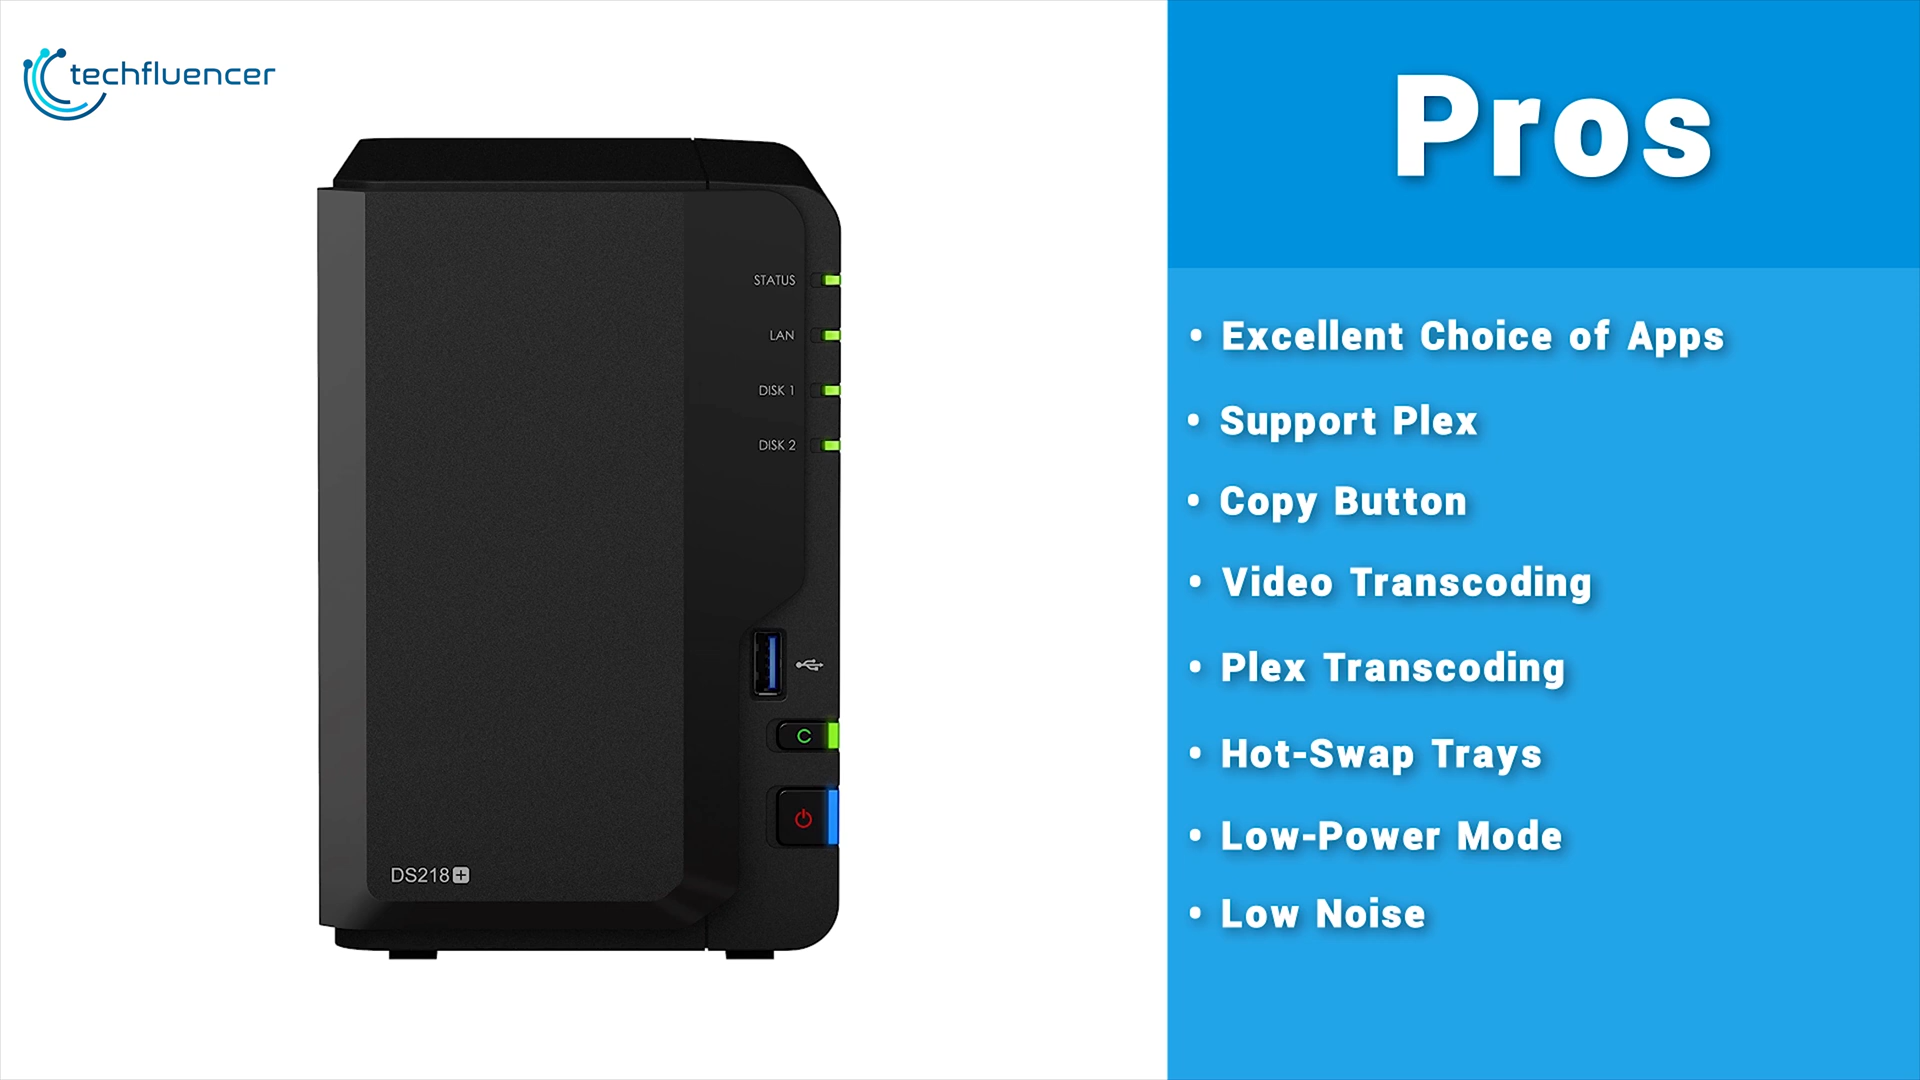 techfluencer
STATUS
LAN
DISK 1
DISK 2
C
DS218+
Pros
• Excellent Choice of Apps
• Support Plex
• Copy Button
• Video Transcoding
• Plex Transcoding
• Hot-Swap Trays
• Low-Power Mode
• Low Noise